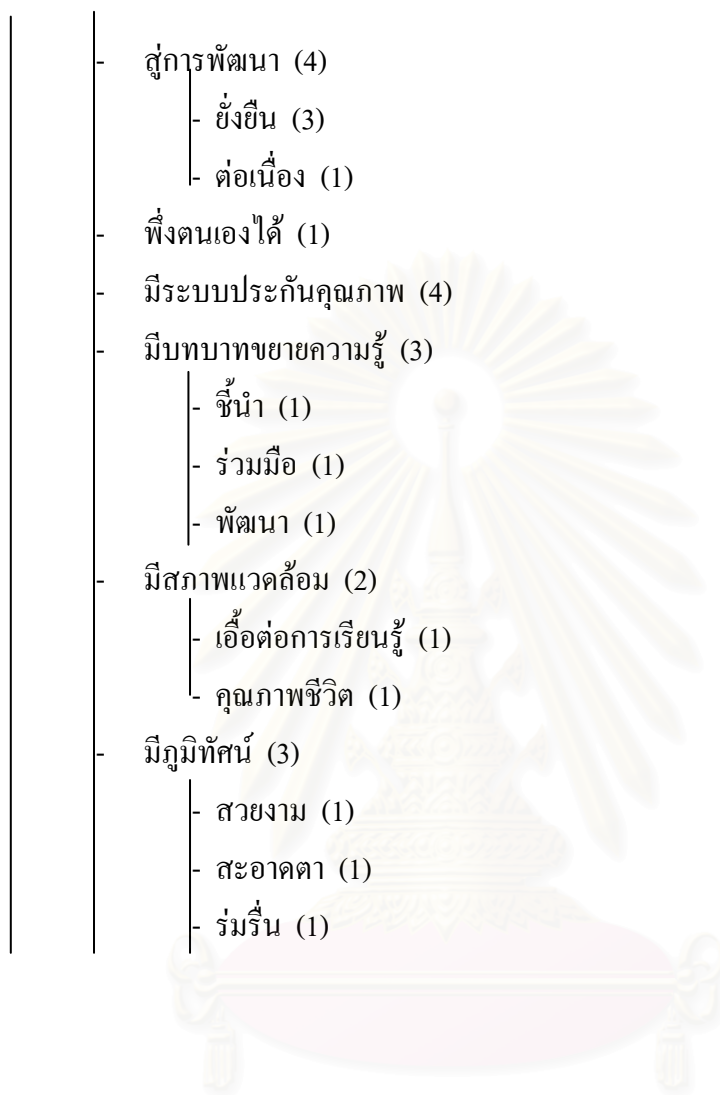 - สู่การพัฒนา (4)
- ยั่งยืน (3)
- ต่อเนื่อง (1)
- พึ่งตนเองได้ (1)
- มีระบบประกันคุณภาพ (4)
- มีบทบาทขยายความรู้ (3)
- ชี้นำ (1)
- ร่วมมือ (1)
- พัฒนา (1)
- มีสภาพแวดล้อม (2)
- เอื้อต่อการเรียนรู้ (1)
- คุณภาพชีวิต (1)
- มีภูมิทัศน์ (3)
- สวยงาม (1)
- สะอาดตา (1)
- ร่มรื่น (1)